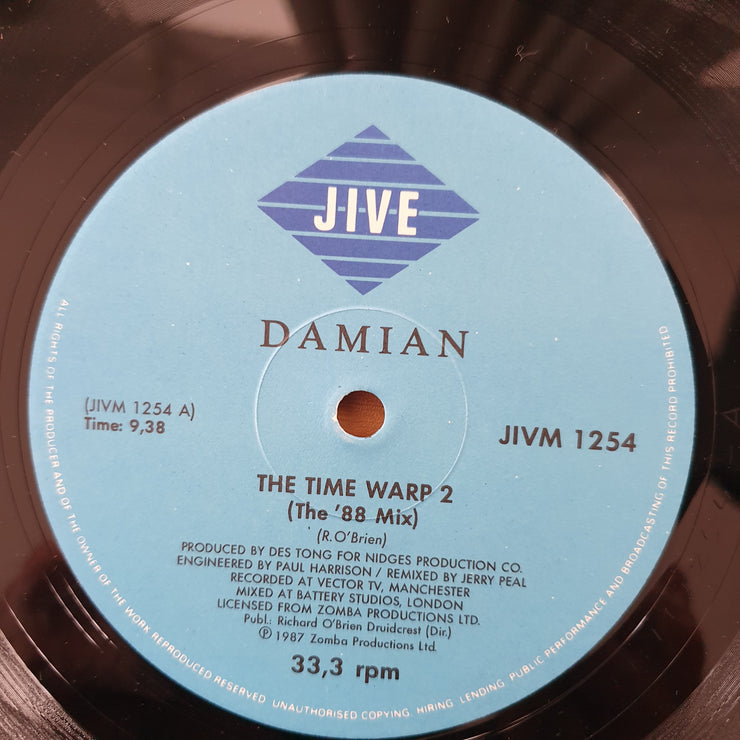 J-I-V-E
DAMIAN
(JIVM 1254 A)
Time: 9,38
JIVM 1254
THE TIME WARP 2
(The '88 Mix)
(R. O'Brien)
PRODUCED BY DES TONG FOR NIDGES PRODUCTION CO.
ENGINEERED BY PAUL HARRISON / REMIXED BY JERRY PEAL
RECORDED AT VECTOR TV, MANCHESTER
MIXED AT BATTERY STUDIOS, LONDON
LICENSED FROM ZOMBA PRODUCTIONS LTD.
Publ.: Richard O'Brien Druidcrest (Dir.)
℗ 1987 Zomba Productions Ltd.
33,3 rpm
ALL RIGHTS OF THE PRODUCER AND OF THE OWNER OF THE WORK REPRODUCED RESERVED. UNAUTHORISED COPYING, HIRING, LENDING, PUBLIC PERFORMANCE AND BROADCASTING OF THIS RECORD PROHIBITED